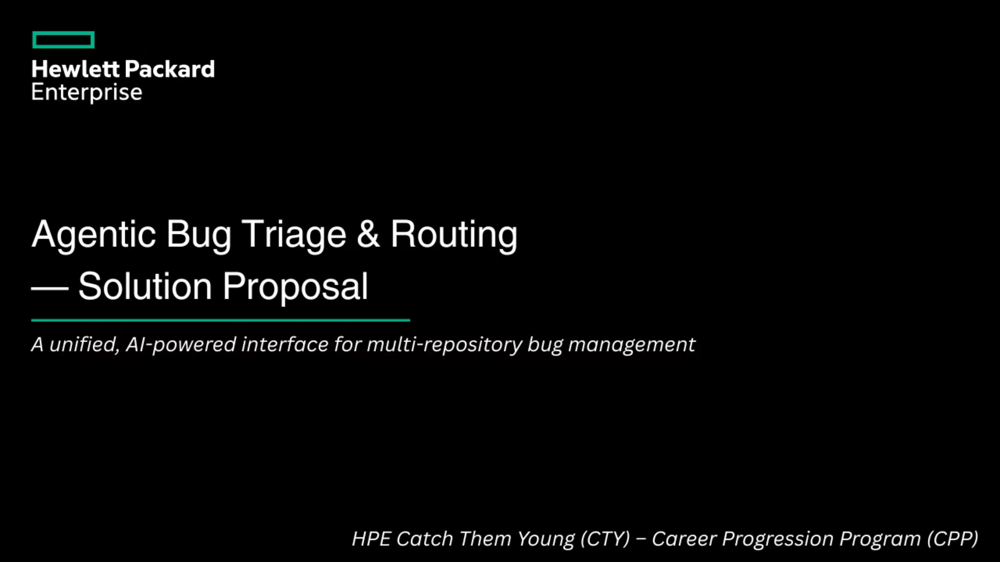 Hewlett Packard
Enterprise
Agentic Bug Triage & Routing
— Solution Proposal
A unified, AI-powered interface for multi-repository bug management
HPE Catch Them Young (CTY) – Career Progression Program (CPP)